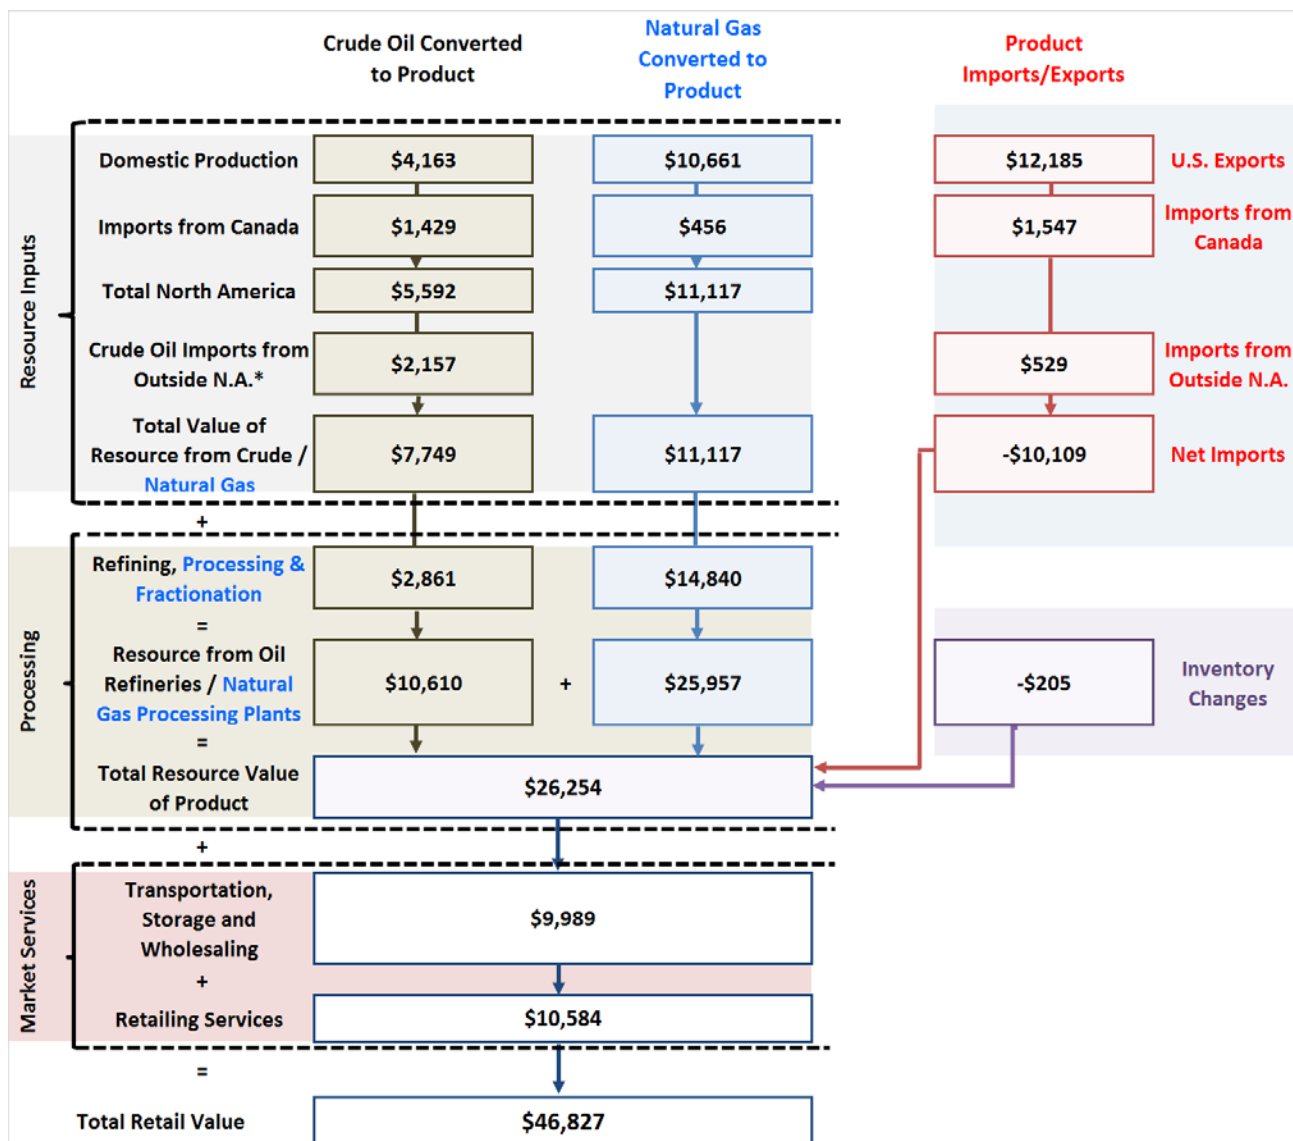 Crude Oil Converted
to Product
Natural Gas
Converted to
Product
Product
Imports/Exports
Resource Inputs
Domestic Production
$4,163
$10,661
$12,185
U.S. Exports
Imports from Canada
$1,429
$456
$1,547
Imports from
Canada
Total North America
$5,592
$11,117
Crude Oil Imports from
Outside N.A.*
$2,157
$529
Imports from
Outside N.A.
Total Value of
Resource from Crude /
Natural Gas
$7,749
$11,117
-$10,109
Net Imports
+
Processing
Refining, Processing &
Fractionation
$2,861
$14,840
=
Resource from Oil
Refineries / Natural
Gas Processing Plants
$10,610
+
$25,957
-$205
Inventory
Changes
=
Total Resource Value
of Product
$26,254
+
Market Services
Transportation,
Storage and
Wholesaling
$9,989
+
Retailing Services
$10,584
=
Total Retail Value
$46,827